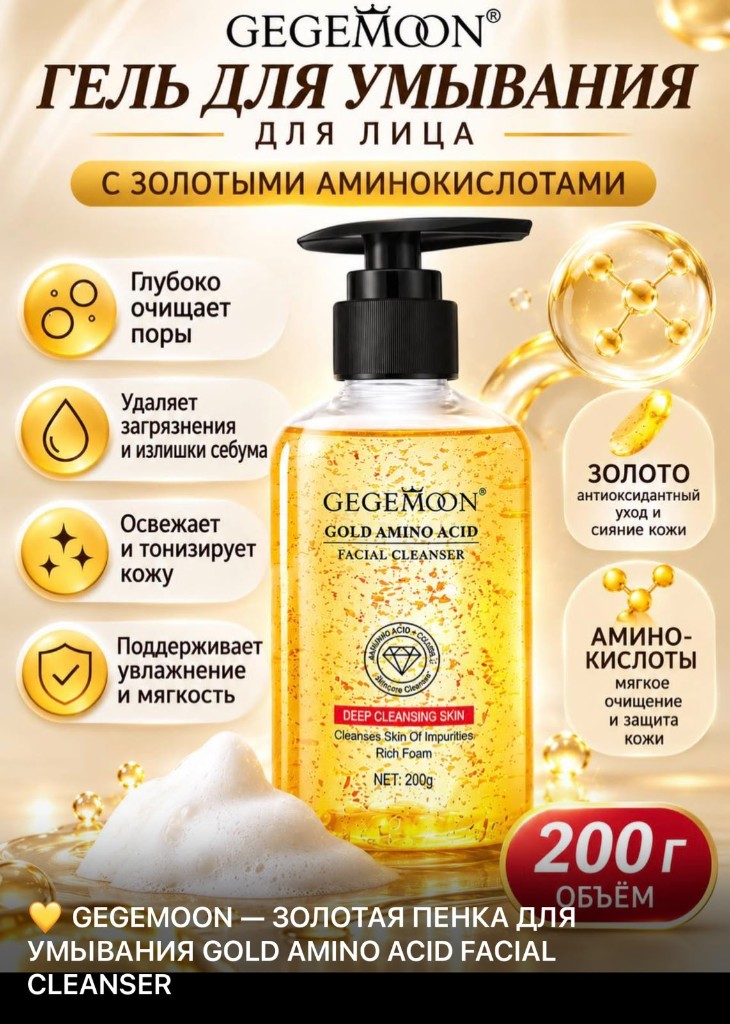 GEGEMOON®
ГЕЛЬ ДЛЯ УМЫВАНИЯ
ДЛЯ ЛИЦА
С ЗОЛОТЫМИ АМИНОКИСЛОТАМИ
Глубоко
очищает
поры
Удаляет
загрязнения
и излишки себума
Освежает
и тонизирует
кожу
Поддерживает
увлажнение
и мягкость
GEGEMOON®
GOLD AMINO ACID
FACIAL CLEANSER
DEEP CLEANSING SKIN
Cleanses Skin Of Impurities
Rich Foam
NET: 200g
ЗОЛОТО
антиоксидантный
уход и
сияние кожи
АМИНО-
КИСЛОТЫ
мягкое
очищение
и защита
кожи
200 г
ОБЪЁМ
💛 GEGEMOON — ЗОЛОТАЯ ПЕНКА ДЛЯ
УМЫВАНИЯ GOLD AMINO ACID FACIAL
CLEANSER